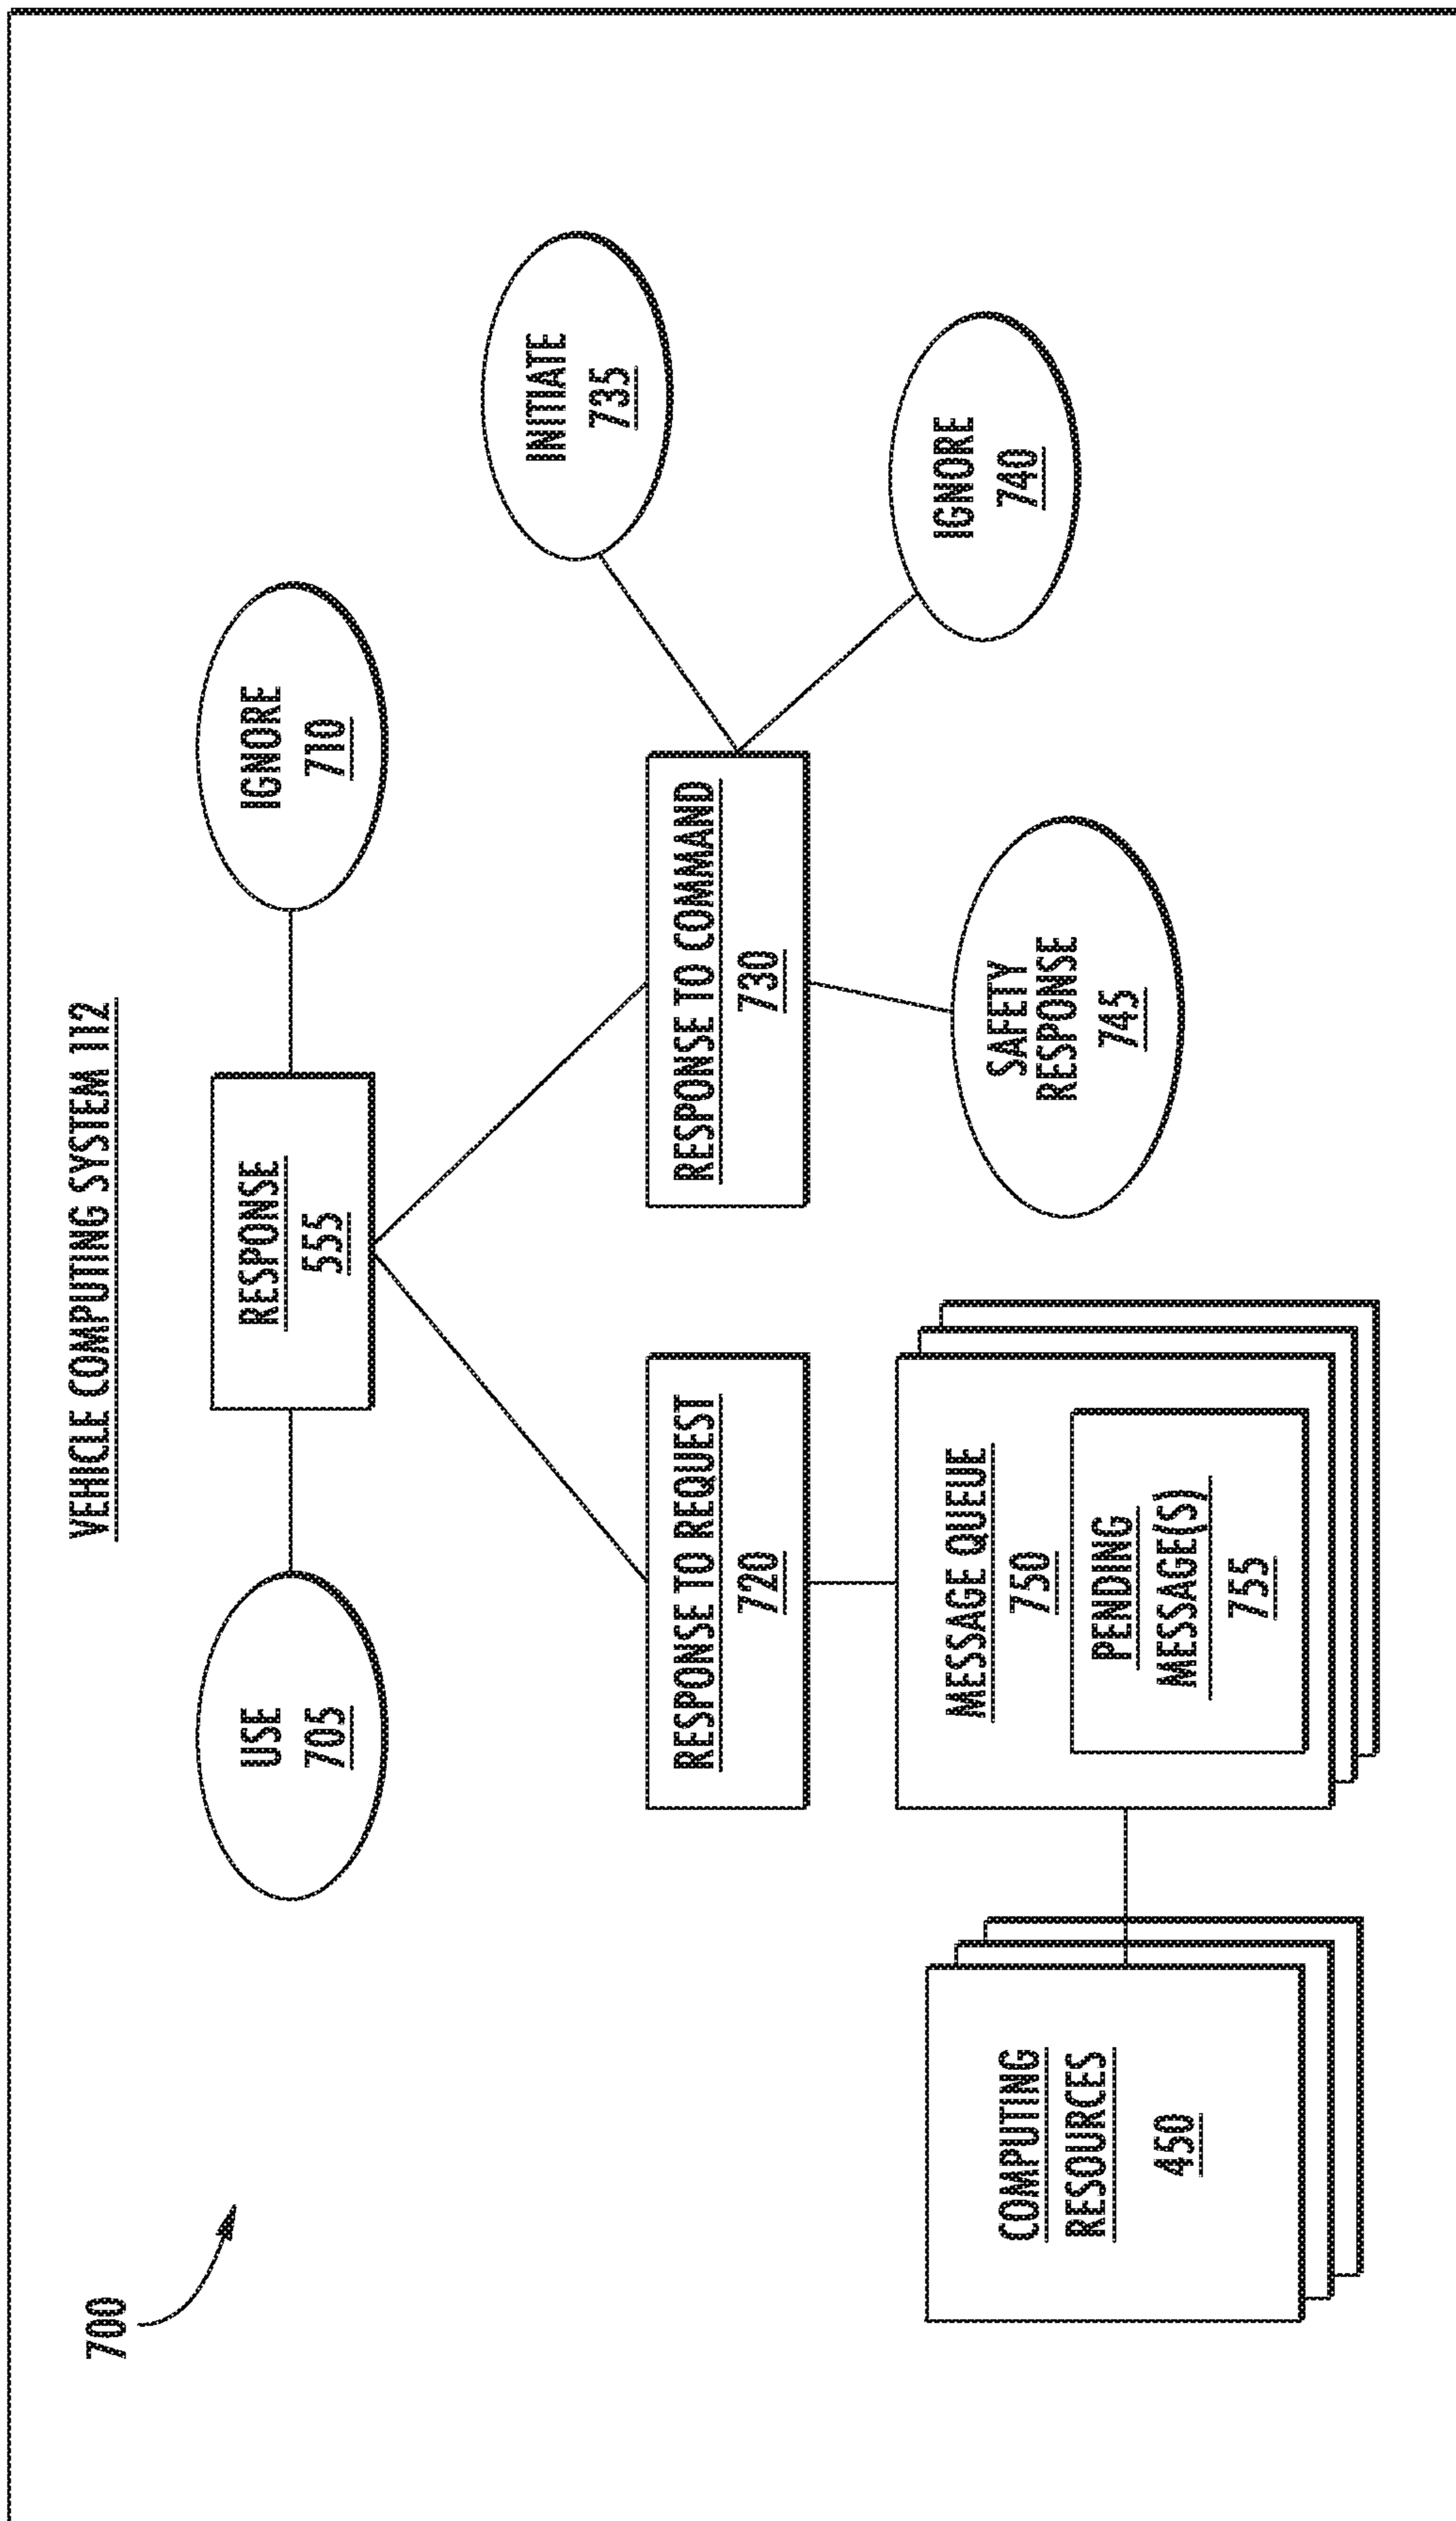 700
VEHICLE COMPUTING SYSTEM 112
USE
705
RESPONSE
555
IGNORE
710
RESPONSE TO REQUEST
720
RESPONSE TO COMMAND
730
INITIATE
735
IGNORE
740
SAFETY
RESPONSE
745
MESSAGE QUEUE
750
PENDING
MESSAGE(S)
755
COMPUTING
RESOURCES
450